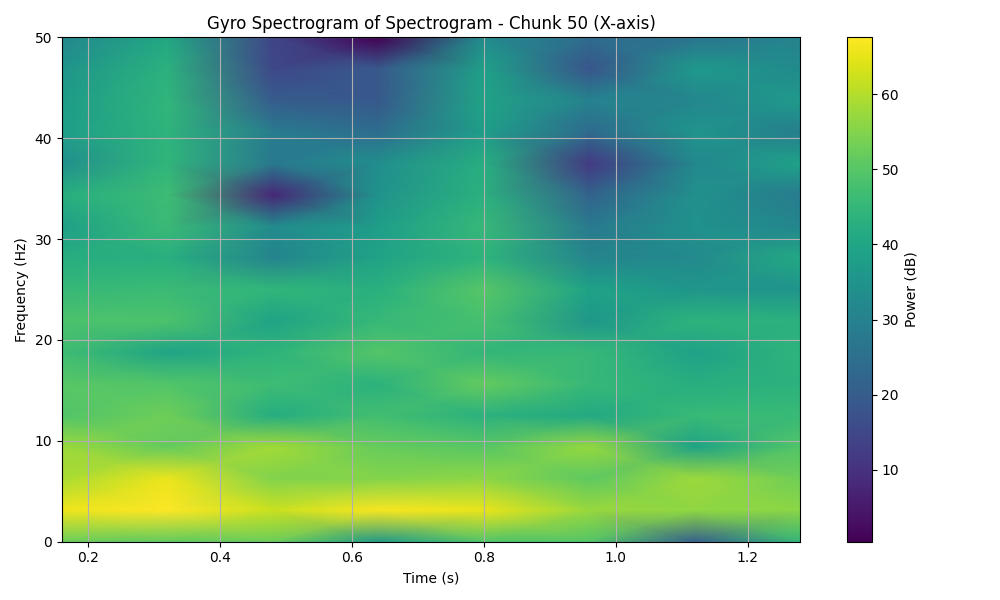 Gyro Spectrogram of Spectrogram - Chunk 50 (X-axis)
50
40
30
20
10
0
Frequency (Hz)
0.2 0.4 0.6 0.8 1.0 1.2
Time (s)
60
50
40
30
20
10
Power (dB)